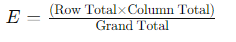 E = (Row Total×Column Total)
Grand Total